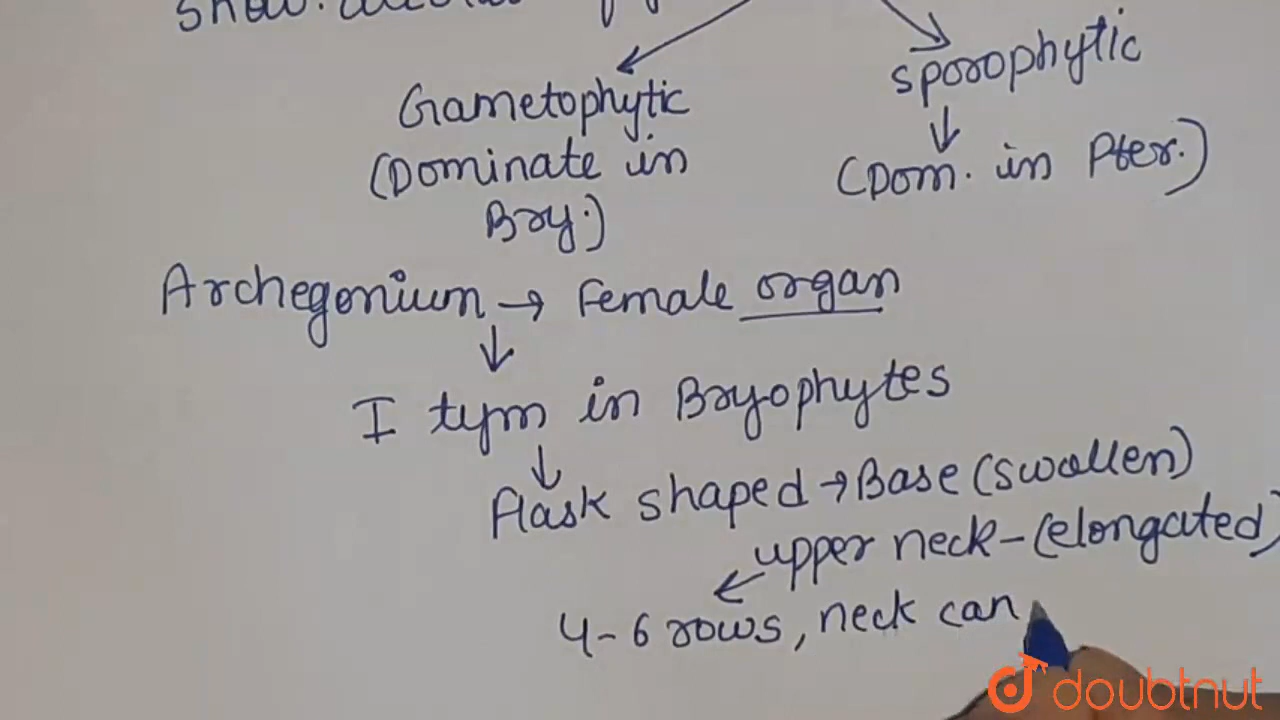 show
Gametophytic
sporophytic
(Dominate in
Bry.)
(Dom. in Pter.)
Archegonium → Female organ
I tym in Bryophytes
Flask shaped → Base (swollen)
upper neck - (elongated)
4-6 rows, neck can
doubtnut